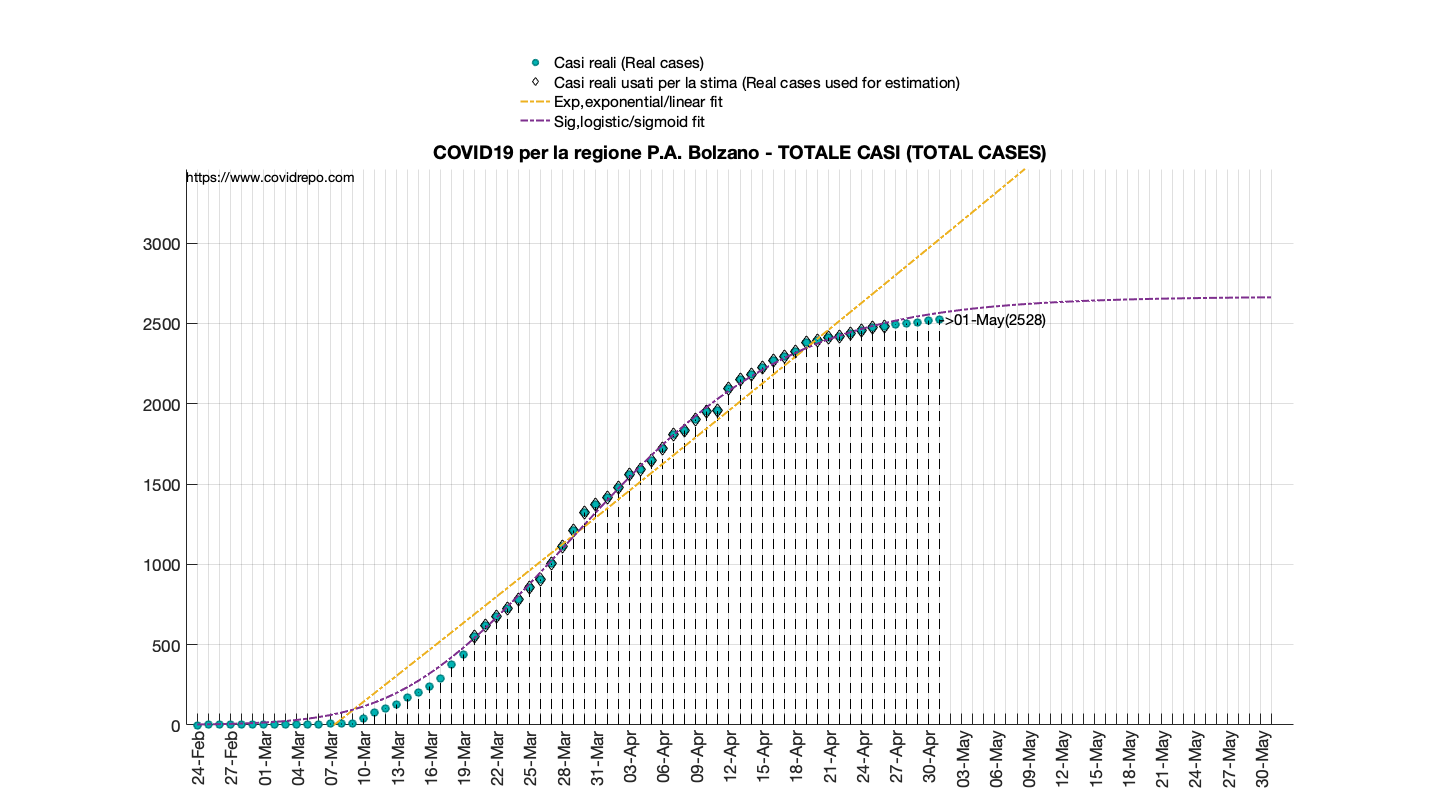 Casi reali (Real cases)
Casi reali usati per la stima (Real cases used for estimation)
Exp,exponential/linear fit
Sig,logistic/sigmoid fit
COVID19 per la regione P.A. Bolzano - TOTALE CASI (TOTAL CASES)
https://www.covidrepo.com
3000
2500
2000
1500
1000
500
0
->01-May(2528)
24-Feb
27-Feb
01-Mar
04-Mar
07-Mar
10-Mar
13-Mar
16-Mar
19-Mar
22-Mar
25-Mar
28-Mar
31-Mar
03-Apr
06-Apr
09-Apr
12-Apr
15-Apr
18-Apr
21-Apr
24-Apr
27-Apr
30-Apr
03-May
06-May
09-May
12-May
15-May
18-May
21-May
24-May
27-May
30-May